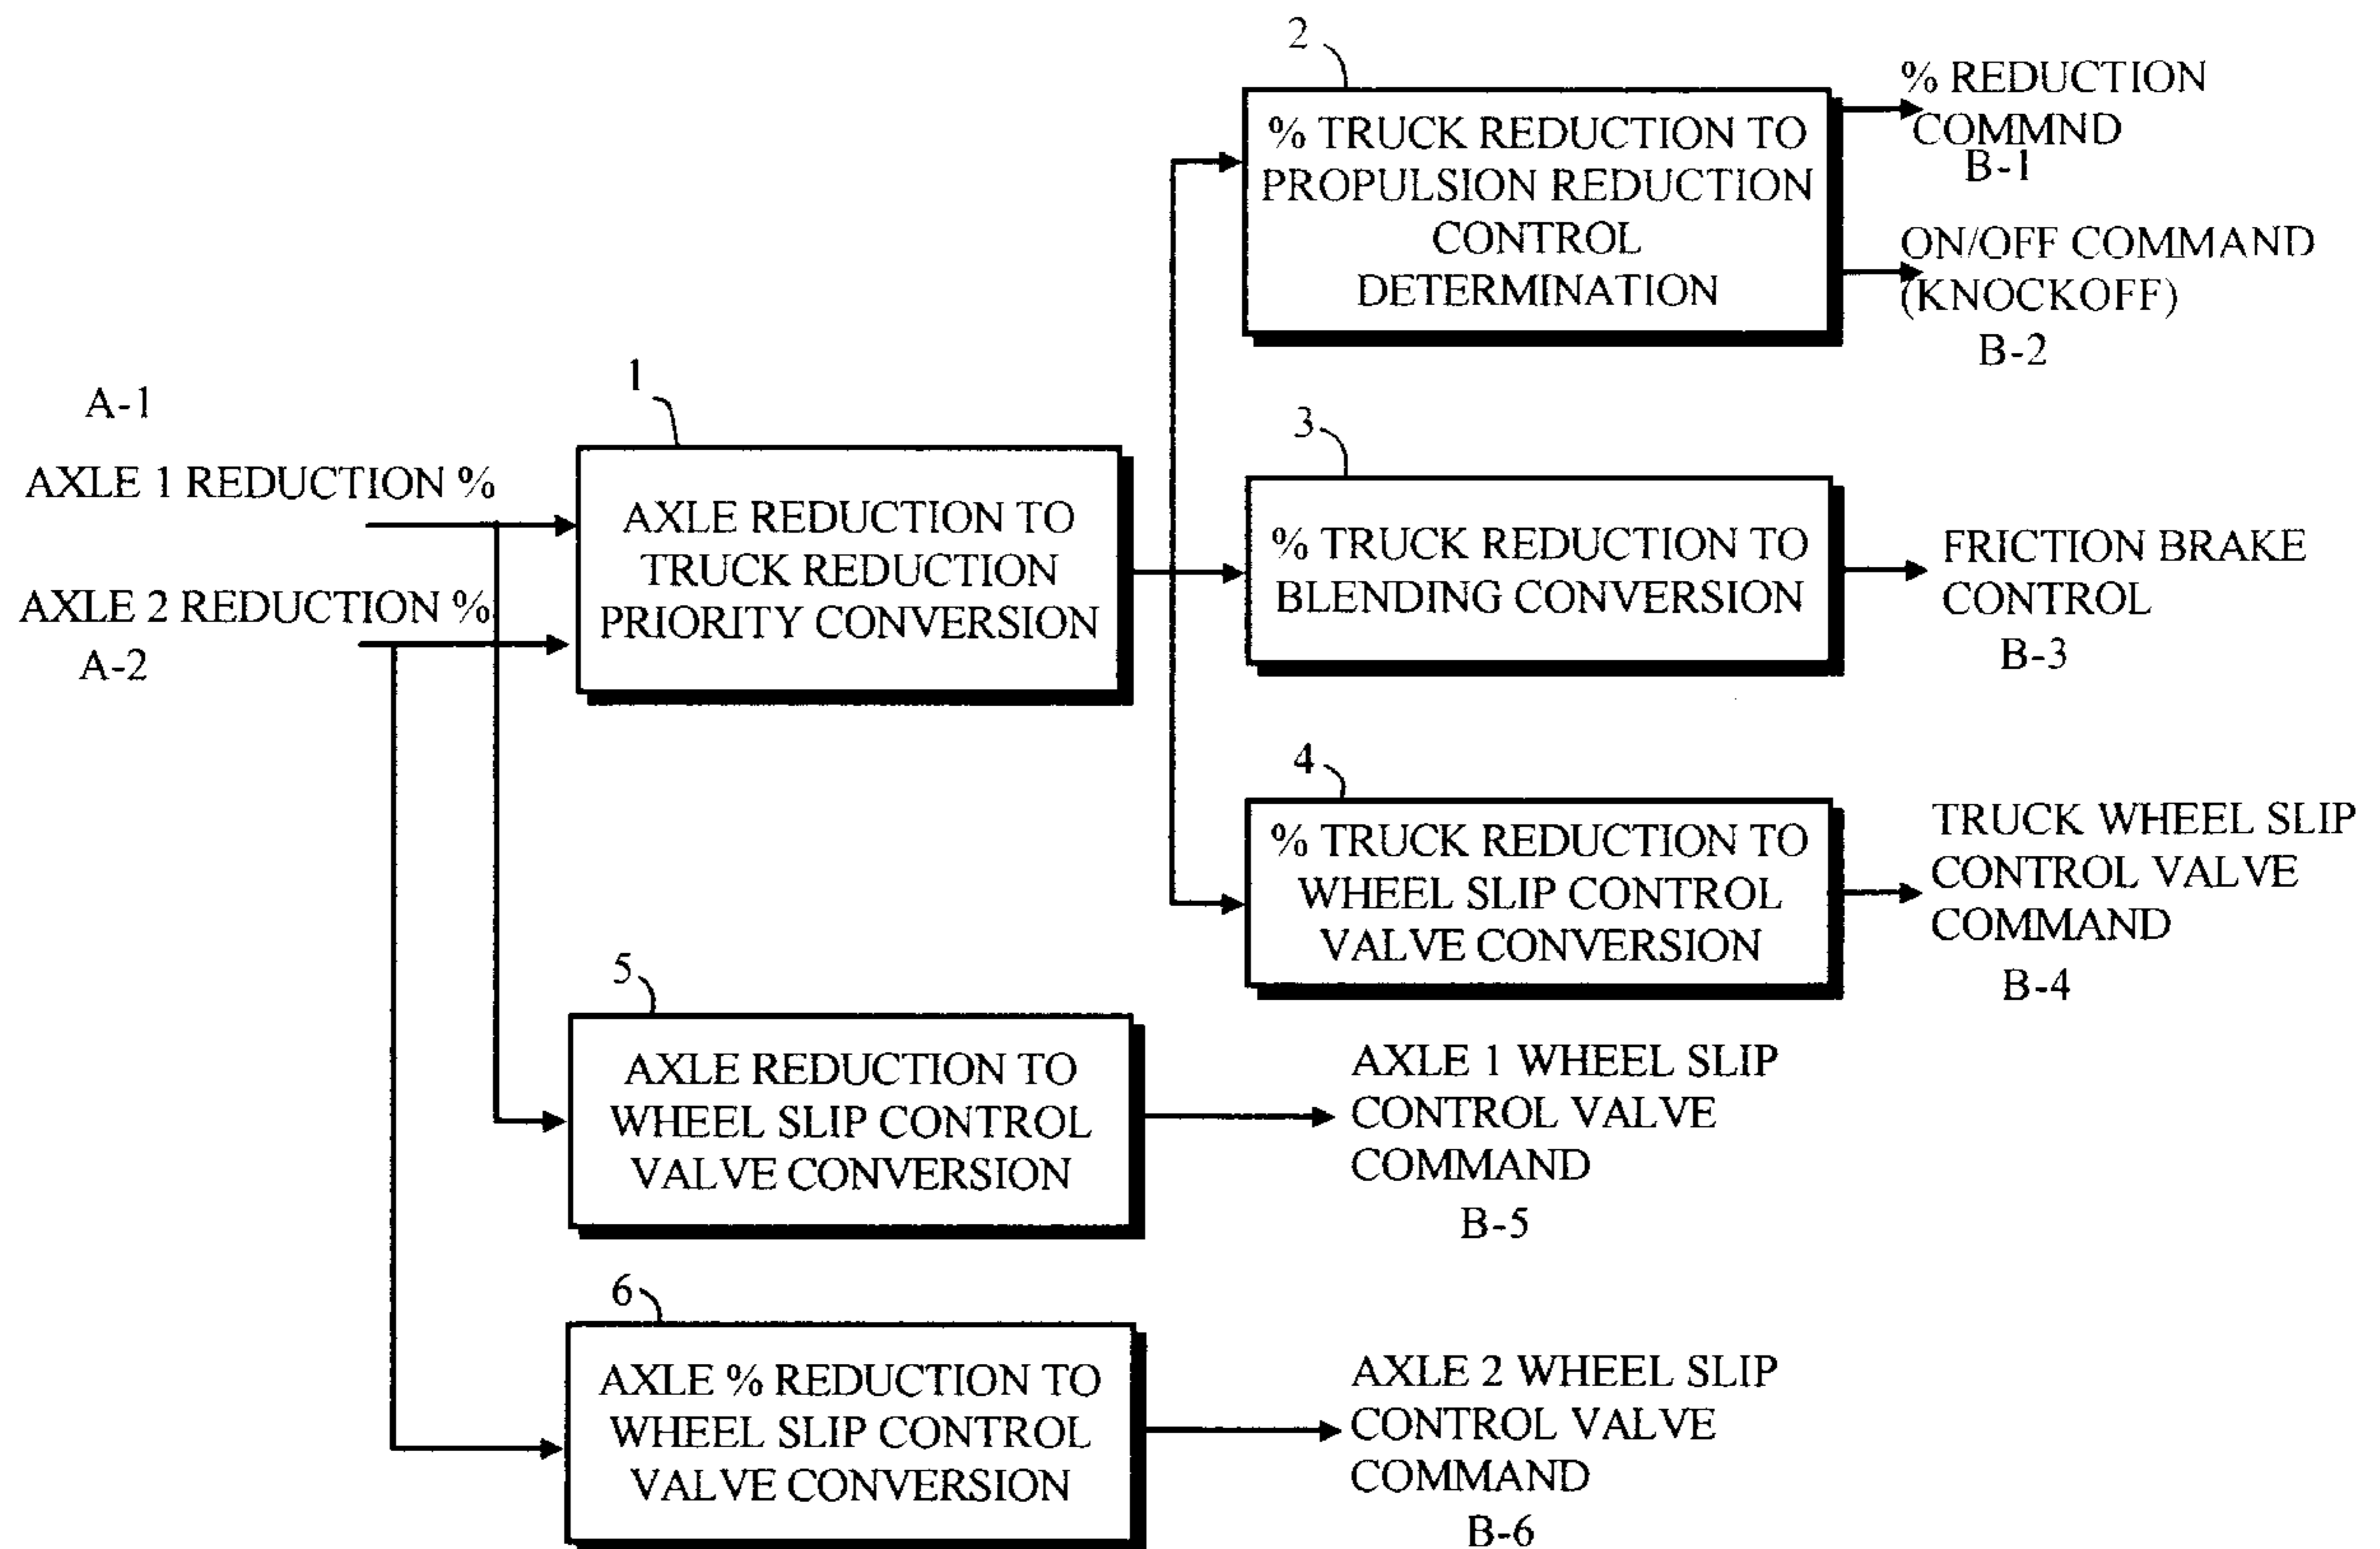 A-1
AXLE 1 REDUCTION %
AXLE 2 REDUCTION %
A-2
1
AXLE REDUCTION TO
TRUCK REDUCTION
PRIORITY CONVERSION
2
% TRUCK REDUCTION TO
PROPULSION REDUCTION
CONTROL
DETERMINATION
% REDUCTION
COMMND
B-1
ON/OFF COMMAND
(KNOCKOFF)
B-2
3
% TRUCK REDUCTION TO
BLENDING CONVERSION
FRICTION BRAKE
CONTROL
B-3
4
% TRUCK REDUCTION TO
WHEEL SLIP CONTROL
VALVE CONVERSION
TRUCK WHEEL SLIP
CONTROL VALVE
COMMAND
B-4
5
AXLE REDUCTION TO
WHEEL SLIP CONTROL
VALVE CONVERSION
AXLE 1 WHEEL SLIP
CONTROL VALVE
COMMAND
B-5
6
AXLE % REDUCTION TO
WHEEL SLIP CONTROL
VALVE CONVERSION
AXLE 2 WHEEL SLIP
CONTROL VALVE
COMMAND
B-6